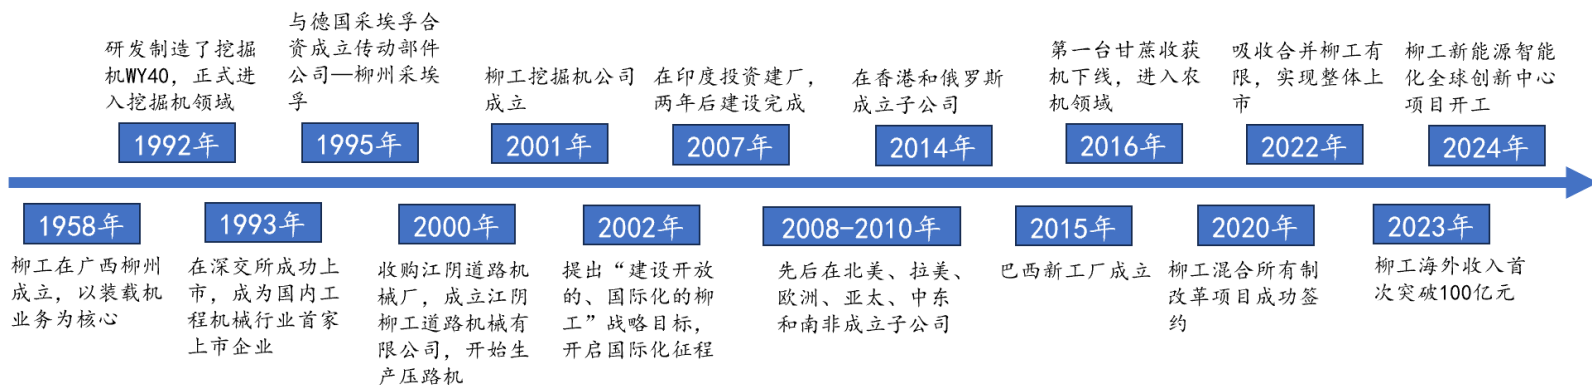 研发制造了挖掘
机WY40，正式进
入挖掘机领域
1992年
与德国采埃孚合
资成立传动部件
公司—柳州采埃
孚
1995年
柳工挖掘机公司
成立
2001年
在印度投资建厂，
两年后建设完成
2007年
在香港和俄罗斯
成立子公司
2014年
第一台甘蔗收获
机下线，进入农
机领域
2016年
吸收合并柳工有
限，实现整体上
市
2022年
柳工新能源智能
化全球创新中心
项目开工
2024年
1958年
柳工在广西柳州
成立，以装载机
业务为核心
1993年
在深交所成功上
市，成为国内工
程机械行业首家
上市企业
2000年
收购江阴道路机
械厂，成立江阴
柳工道路机械有
限公司，开始生
产压路机
2002年
提出“建设开放
的、国际化的柳
工”战略目标，
开启国际化征程
2008-2010年
先后在北美、拉美、
欧洲、亚太、中东
和南非成立子公司
2015年
巴西新工厂成立
2020年
柳工混合所有制
改革项目成功签
约
2023年
柳工海外收入首
次突破100亿元